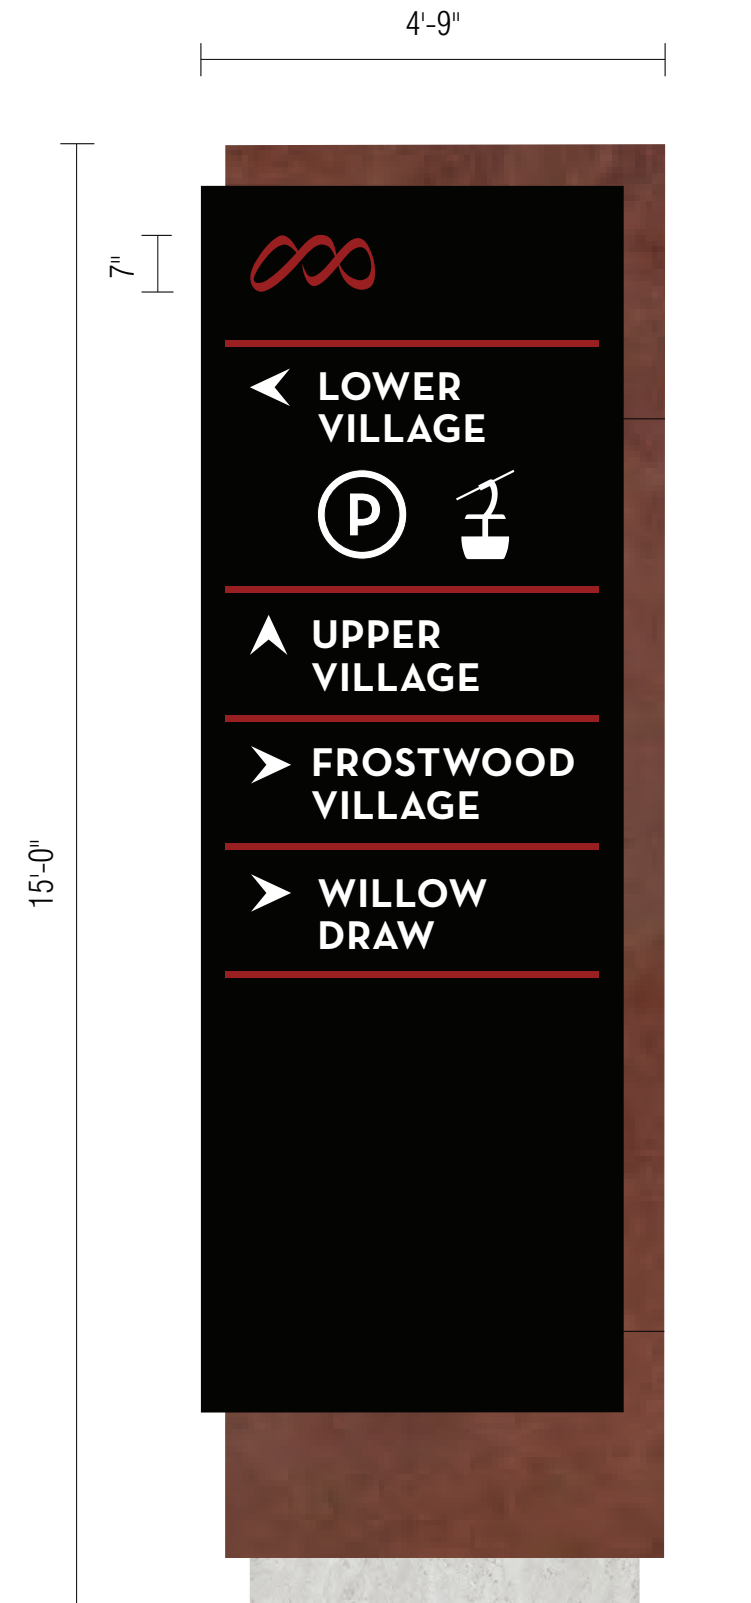 4'-9"
7"
LOWER
VILLAGE
P
UPPER
VILLAGE
FROSTWOOD
VILLAGE
15'-0"
WILLOW
DRAW